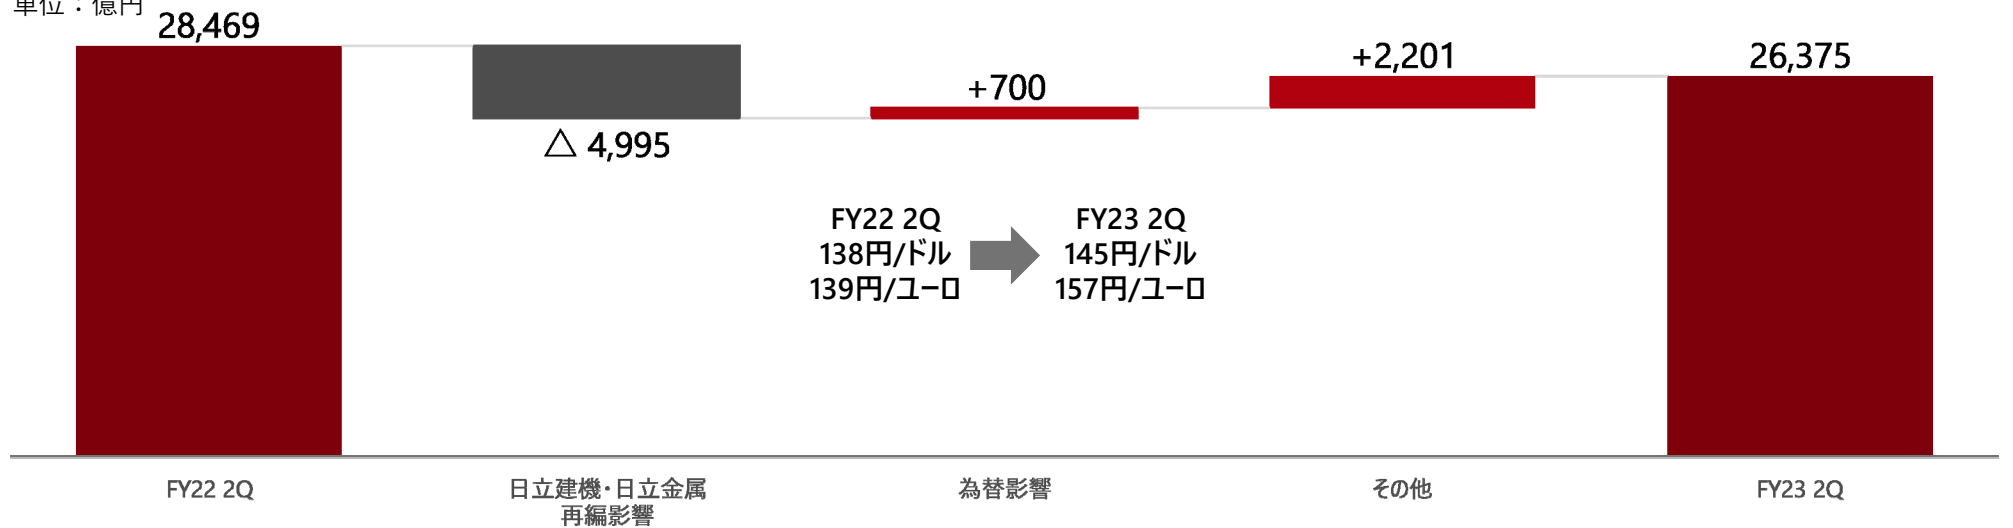 単位：億円
28,469
△ 4,995
+700
+2,201
26,375
FY22 2Q
138円/ドル
139円/ユーロ
FY23 2Q
145円/ドル
157円/ユーロ
FY22 2Q
日立建機・日立金属
再編影響
為替影響
その他
FY23 2Q